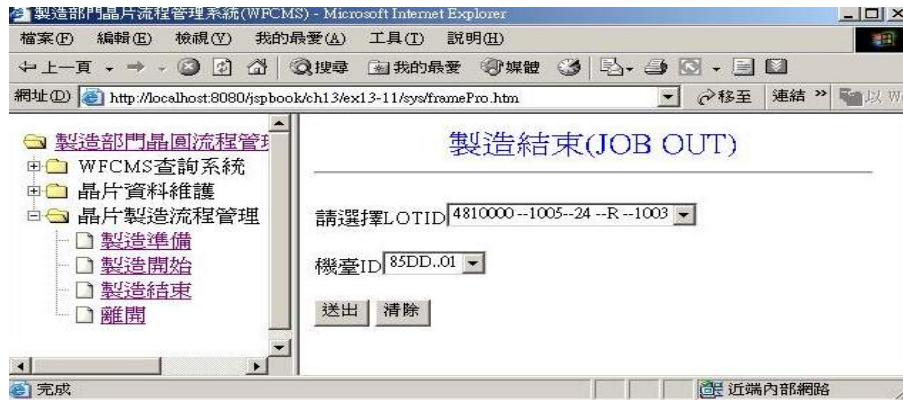 製造部門晶片流程管理系統(WFCMS) - Microsoft Internet Explorer
檔案(F) 編輯(E) 檢視(V) 我的最愛(A) 工具(T) 說明(H)
上一頁 搜尋 我的最愛 媒體
網址(D) http://localhost:8080/jspbook/ch13/ex13-11/sys/framePro.htm 移至 連結 »
製造部門晶圓流程管理
WFCMS查詢系統
晶片資料維護
晶片製造流程管理
製造準備
製造開始
製造結束
離開
製造結束(JOB OUT)
請選擇LOTID 4810000 --1005--24 --R --1003
機臺ID 85DD..01
送出 清除
完成 近端內部網路